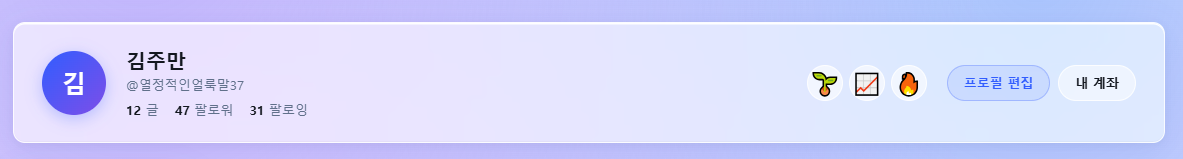 김
김주만
@열정적인얼룩말37
12 글 47 팔로워 31 팔로잉
프로필 편집
내 계좌